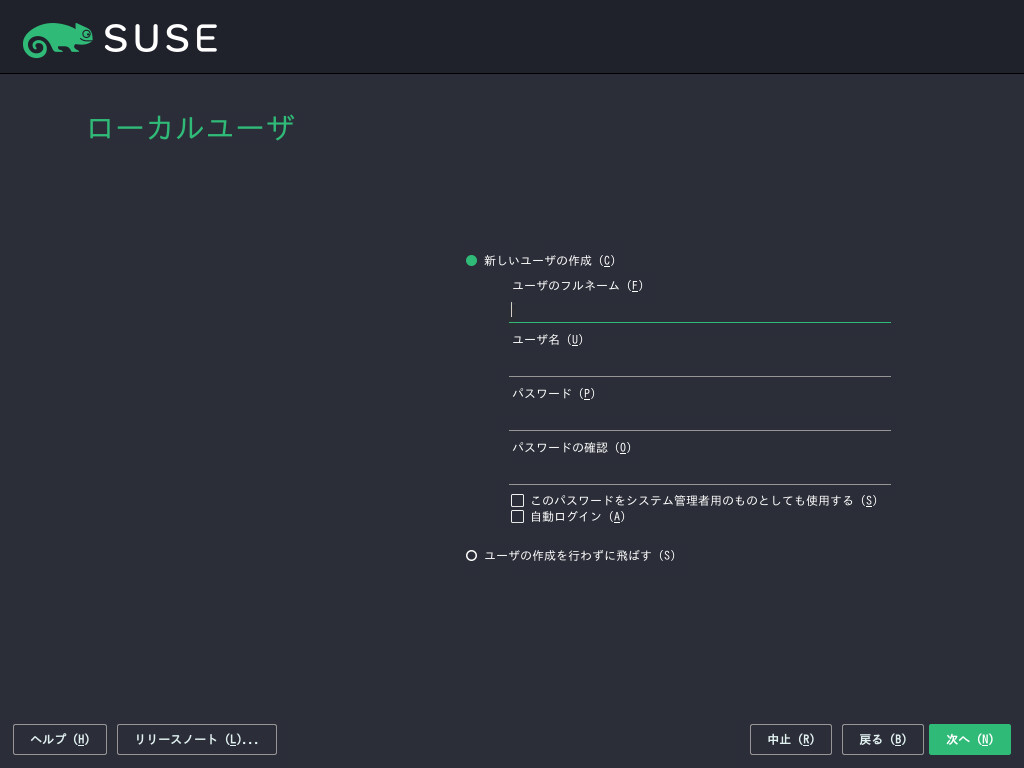 SUSE
ローカルユーザ
新しいユーザの作成 (C)
ユーザのフルネーム (F)
ユーザ名 (U)
パスワード (P)
パスワードの確認 (O)
このパスワードをシステム管理者用のものとしても使用する (S)
自動ログイン (A)
ユーザの作成を行わずに飛ばす (S)
ヘルプ (H) リリースノート (L)... 中止 (R) 戻る (B) 次へ (N)